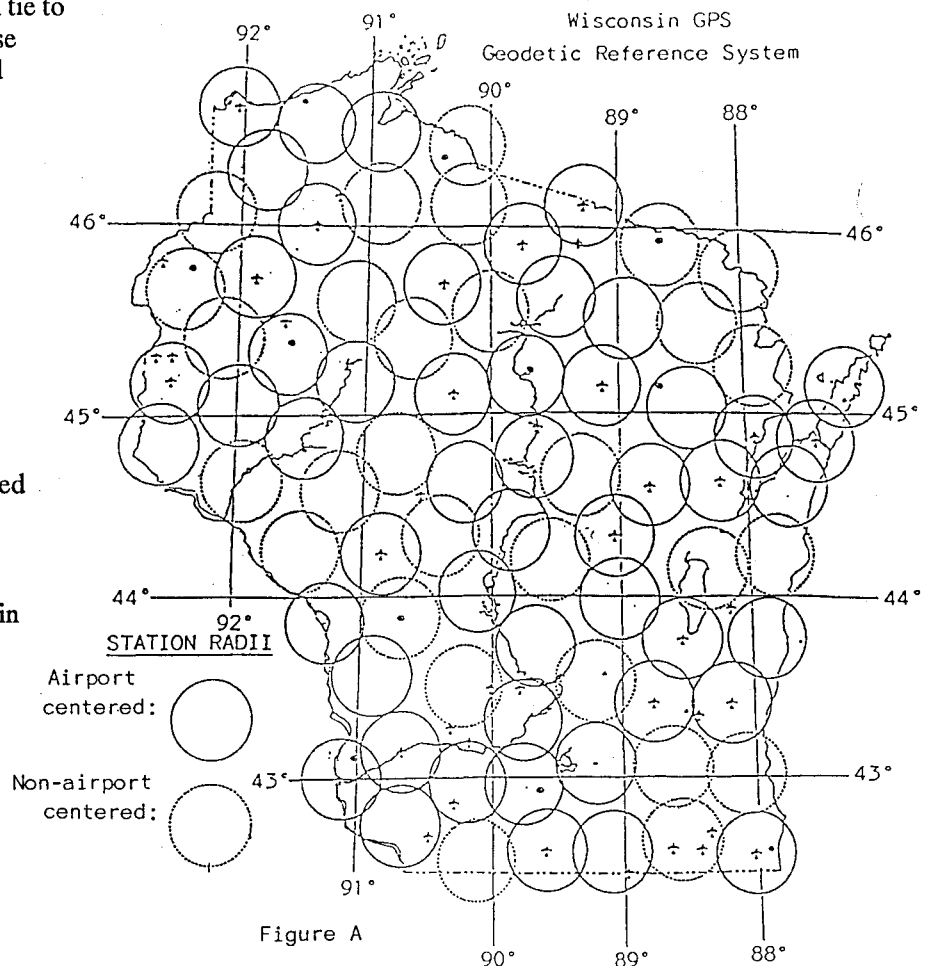 tie to
se
d
ed
in
Wisconsin GPS
Geodetic Reference System
92°
91°
90°
89°
88°
46°
46°
45°
45°
44°
44°
92°
91°
STATION RADII
Airport
centered:
Non-airport
centered:
43°
43°
91°
90°
89°
88°
Figure A